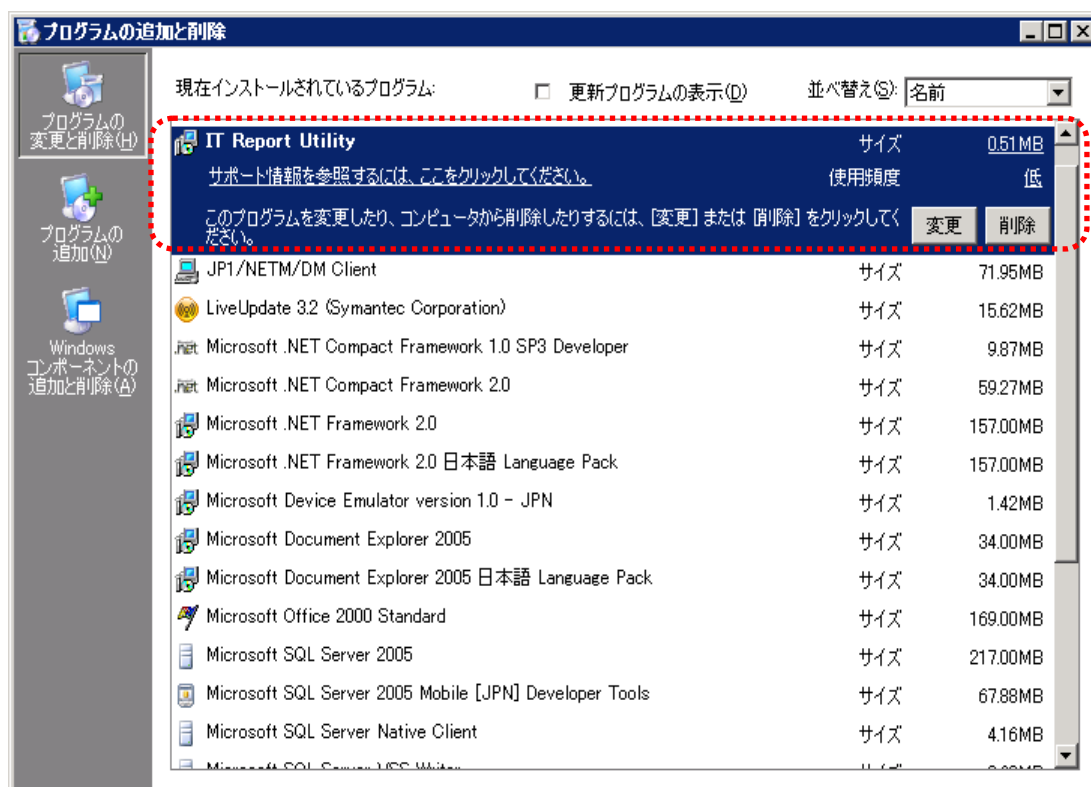 プログラムの追加と削除
プログラムの
変更と削除(H)
プログラムの
追加(N)
Windows
コンポーネントの
追加と削除(A)
現在インストールされているプログラム: 更新プログラムの表示(D) 並べ替え(S): 名前
IT Report Utility サイズ 0.51MB
サポート情報を参照するには、ここをクリックしてください。 使用頻度 低
このプログラムを変更したり、コンピュータから削除したりするには、[変更] または [削除] をクリックしてく
ださい。 変更 削除
JP1/NETM/DM Client サイズ 71.95MB
LiveUpdate 3.2 (Symantec Corporation) サイズ 15.62MB
Microsoft .NET Compact Framework 1.0 SP3 Developer サイズ 9.87MB
Microsoft .NET Compact Framework 2.0 サイズ 59.27MB
Microsoft .NET Framework 2.0 サイズ 157.00MB
Microsoft .NET Framework 2.0 日本語 Language Pack サイズ 157.00MB
Microsoft Device Emulator version 1.0 - JPN サイズ 1.42MB
Microsoft Document Explorer 2005 サイズ 34.00MB
Microsoft Document Explorer 2005 日本語 Language Pack サイズ 34.00MB
Microsoft Office 2000 Standard サイズ 169.00MB
Microsoft SQL Server 2005 サイズ 217.00MB
Microsoft SQL Server 2005 Mobile [JPN] Developer Tools サイズ 67.88MB
Microsoft SQL Server Native Client サイズ 4.16MB
Microsoft SQL Server VSS Writer サイズ